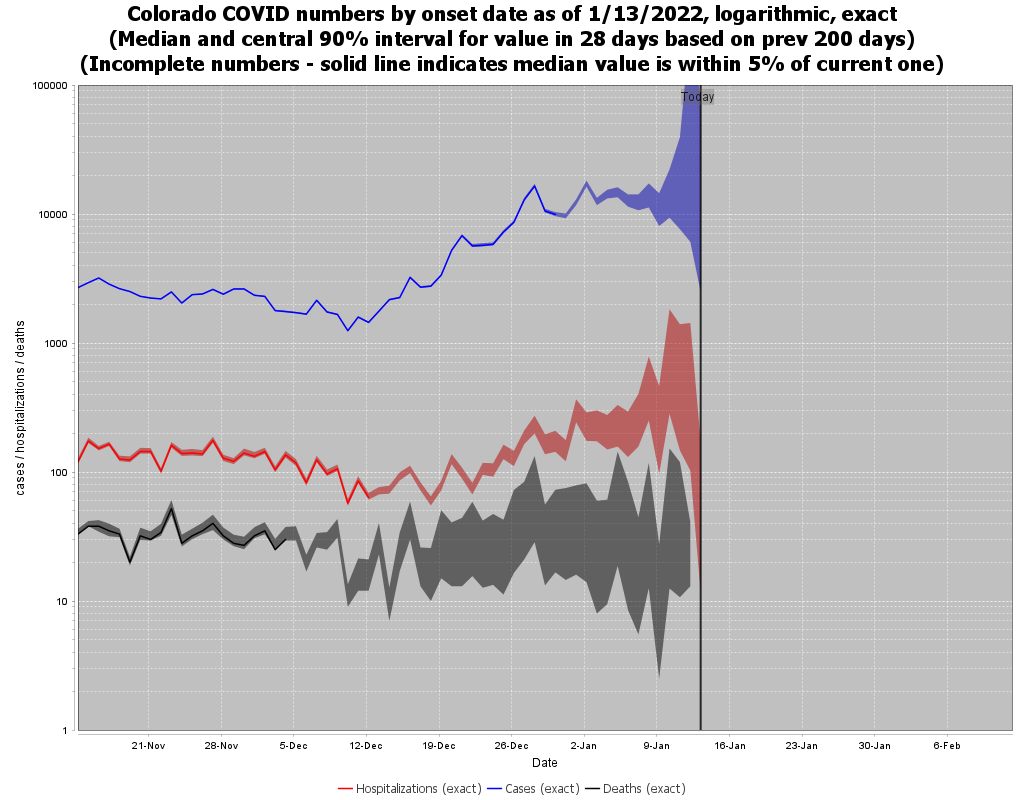 Colorado COVID numbers by onset date as of 1/13/2022, logarithmic, exact
(Median and central 90% interval for value in 28 days based on prev 200 days)
(Incomplete numbers - solid line indicates median value is within 5% of current one)
100000
Today
10000
1000
100
10
1
cases / hospitalizations / deaths
21-Nov 28-Nov 5-Dec 12-Dec 19-Dec 26-Dec 2-Jan 9-Jan 16-Jan 23-Jan 30-Jan 6-Feb
Date
Hospitalizations (exact) Cases (exact) Deaths (exact)